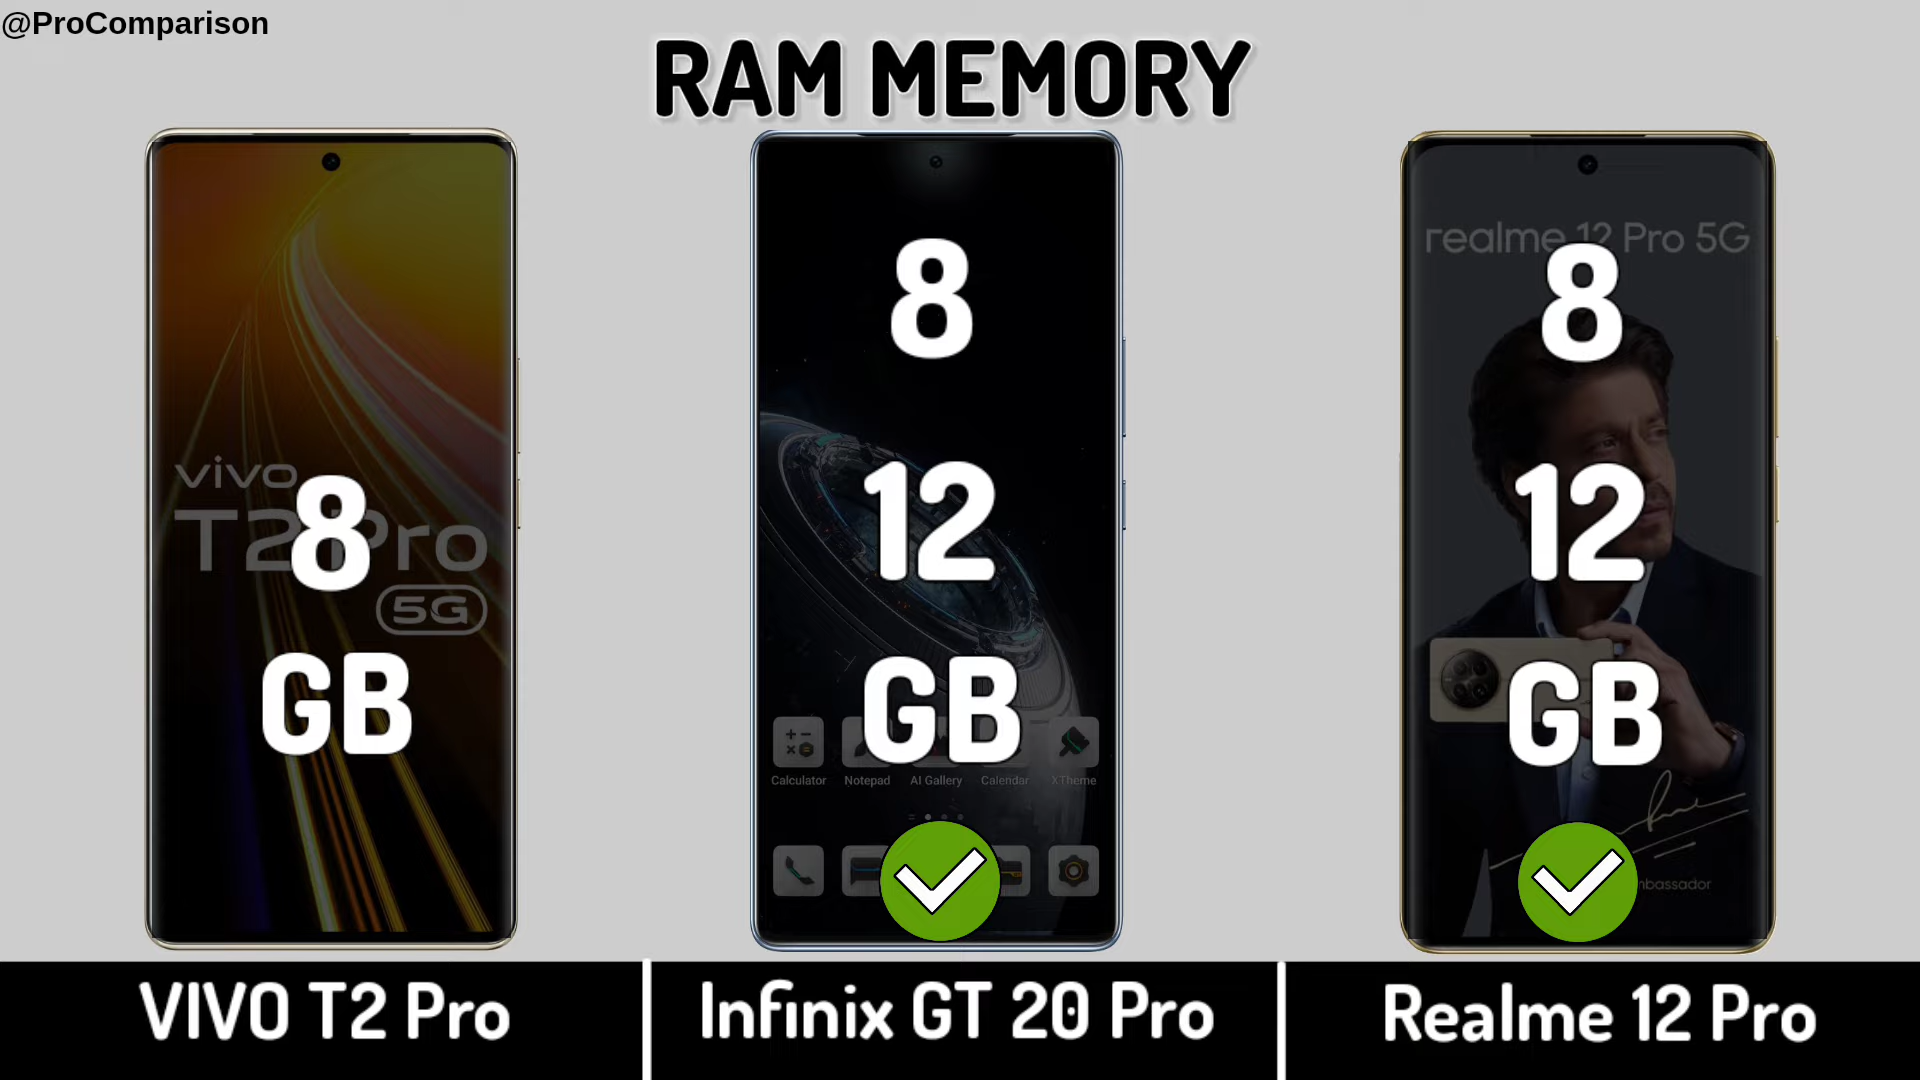 @ProComparison
RAM MEMORY
vivo
T2 Pro
5G
8
GB
8
12
GB
Calculator Notepad AI Gallery Calendar XTheme
realme 12 Pro 5G
8
12
GB
VIVO T2 Pro
Infinix GT 20 Pro
Realme 12 Pro